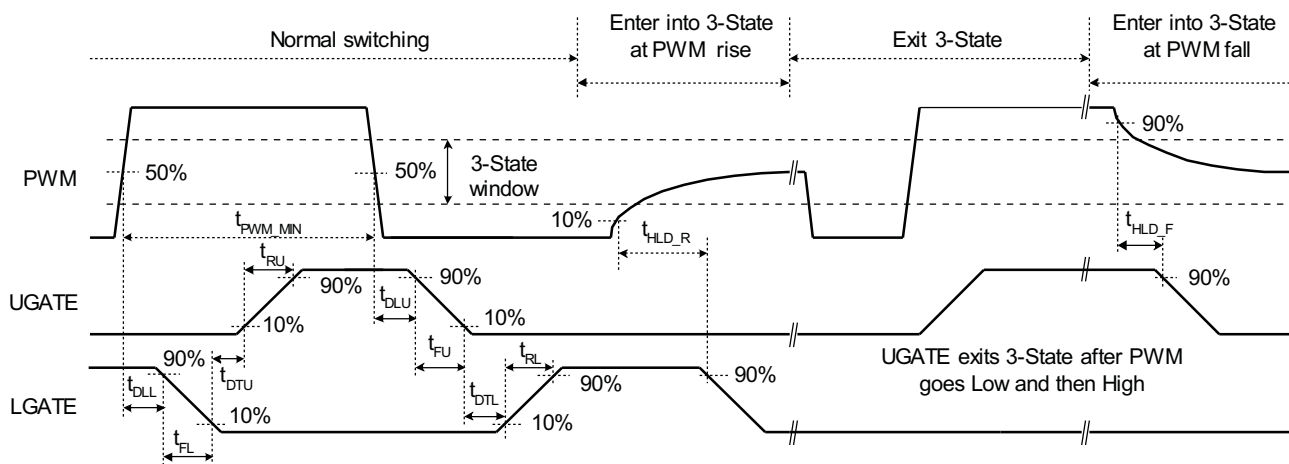 Normal switching
Enter into 3-State
at PWM rise
Exit 3-State
Enter into 3-State
at PWM fall
PWM
50%
50%
3-State
window
10%
90%
tPWM_MIN
tHLD_R
tHLD_F
tRU
UGATE
90%
90%
90%
tDLU
10%
10%
tFU
tRL
UGATE exits 3-State after PWM
goes Low and then High
LGATE
90%
tDTU
90%
90%
tDLL
tDTL
10%
10%
tFL